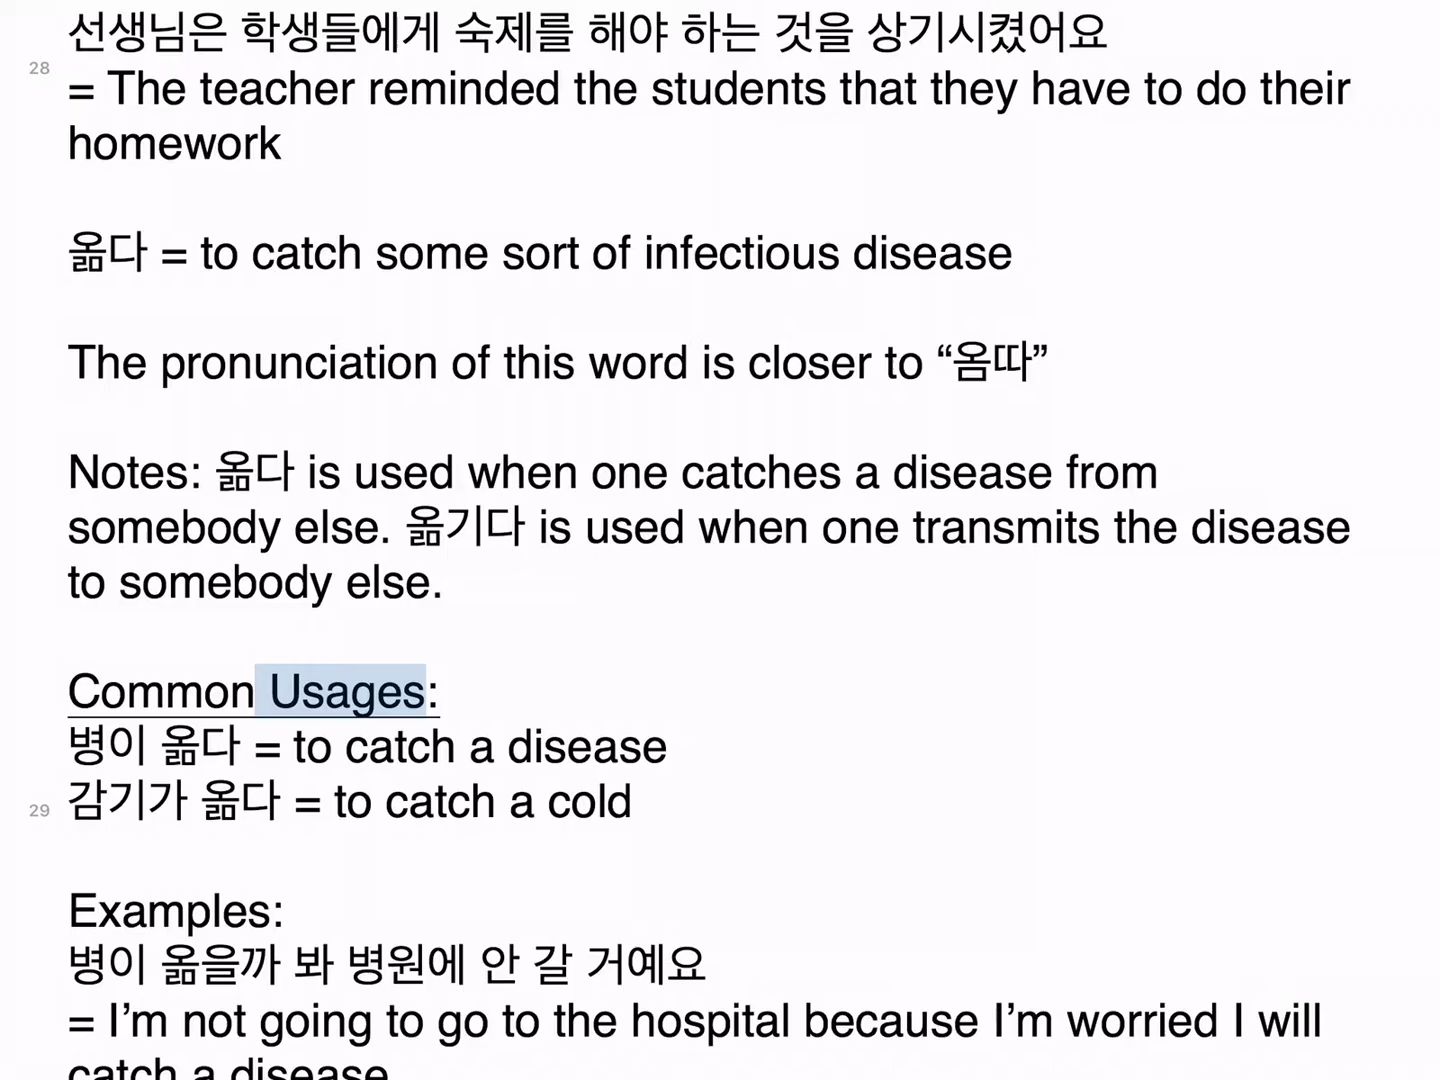 선생님은 학생들에게 숙제를 해야 하는 것을 상기시켰어요
28
= The teacher reminded the students that they have to do their
homework
옮다 = to catch some sort of infectious disease
The pronunciation of this word is closer to “옴따”
Notes: 옮다 is used when one catches a disease from
somebody else. 옮기다 is used when one transmits the disease
to somebody else.
Common Usages:
병이 옮다 = to catch a disease
29
감기가 옮다 = to catch a cold
Examples:
병이 옮을까 봐 병원에 안 갈 거예요
= I’m not going to go to the hospital because I’m worried I will
catch a disease